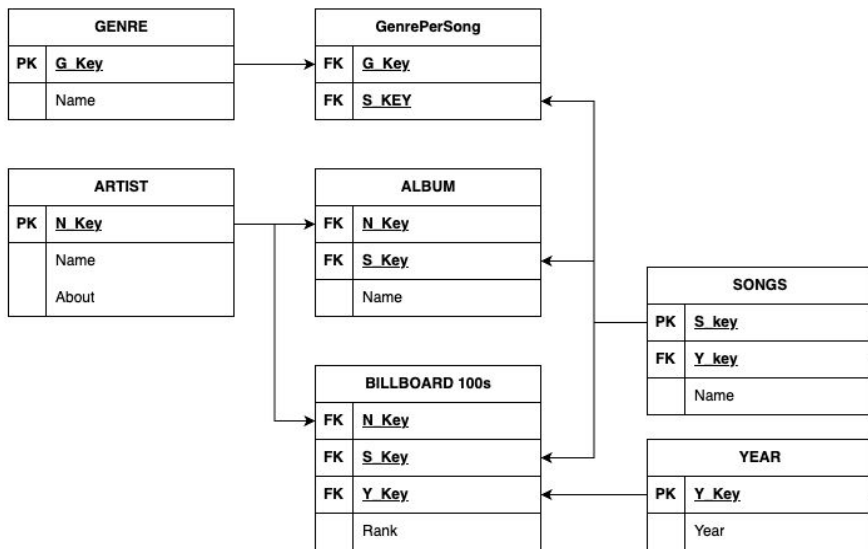 GENRE
PK G_Key
Name
GenrePerSong
FK G_Key
FK S_KEY
ARTIST
PK N_Key
Name
About
ALBUM
FK N_Key
FK S_Key
Name
BILLBOARD 100s
FK N_Key
FK S_Key
FK Y_Key
Rank
SONGS
PK S_key
FK Y_key
Name
YEAR
PK Y_Key
Year